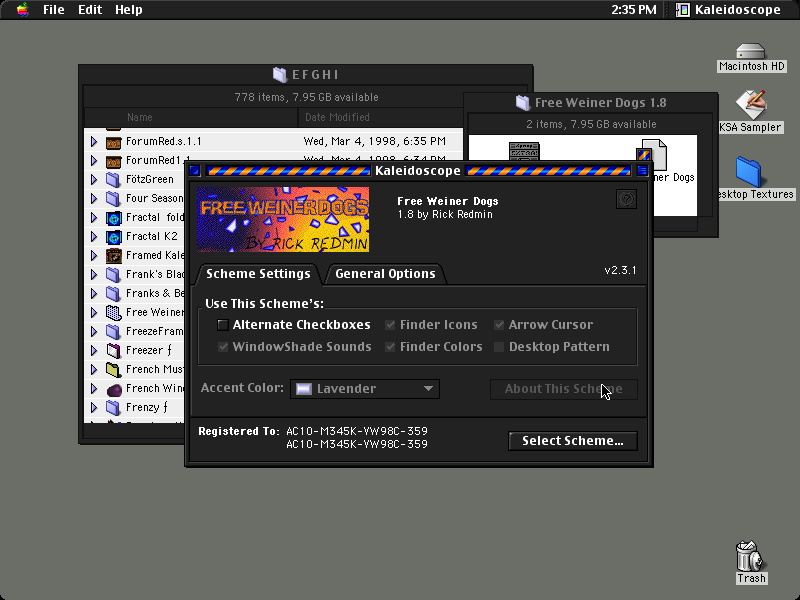 File Edit Help
2:35 PM Kaleidoscope
Macintosh HD
KSA Sampler
esktop Textures
Trash
E F G H I
778 items, 7.95 GB available
Name Date Modified
ForumRed.s.1.1 Wed, Mar 4, 1998, 6:35 PM
ForumRed1.1 Wed, Mar 4, 1998, 6:34 PM
FötzGreen
Four Season
Fractal fold
Fractal K2
Framed Kale
Frank's Blac
Franks & Be
Free Weiner
FreezeFram
Freezer ƒ
French Must
French Wine
Frenzy ƒ
Free Weiner Dogs 1.8
2 items, 7.95 GB available
ner Dogs
Kaleidoscope
FREE WEINER DOGS
BY RICK REDMIN
Free Weiner Dogs
1.8 by Rick Redmin
Scheme Settings General Options
v2.3.1
Use This Scheme's:
Alternate Checkboxes Finder Icons Arrow Cursor
WindowShade Sounds Finder Colors Desktop Pattern
Accent Color: Lavender About This Scheme
Registered To: AC10-M345K-YW98C-359
AC10-M345K-YW98C-359
Select Scheme...